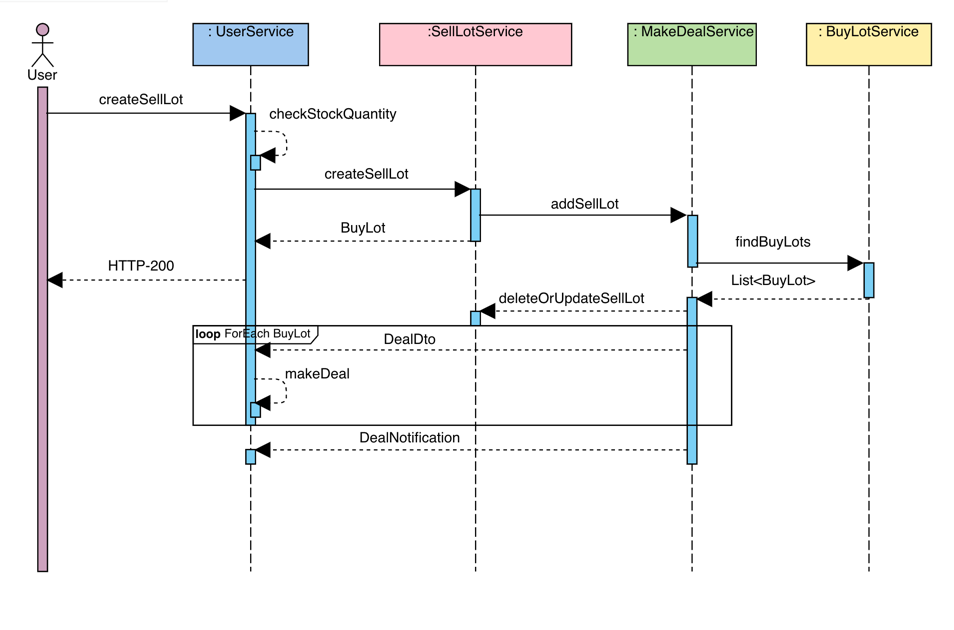 : UserService
:SellLotService
: MakeDealService
: BuyLotService
User
createSellLot
checkStockQuantity
createSellLot
addSellLot
BuyLot
findBuyLots
HTTP-200
List<BuyLot>
deleteOrUpdateSellLot
loop ForEach BuyLot
DealDto
makeDeal
DealNotification